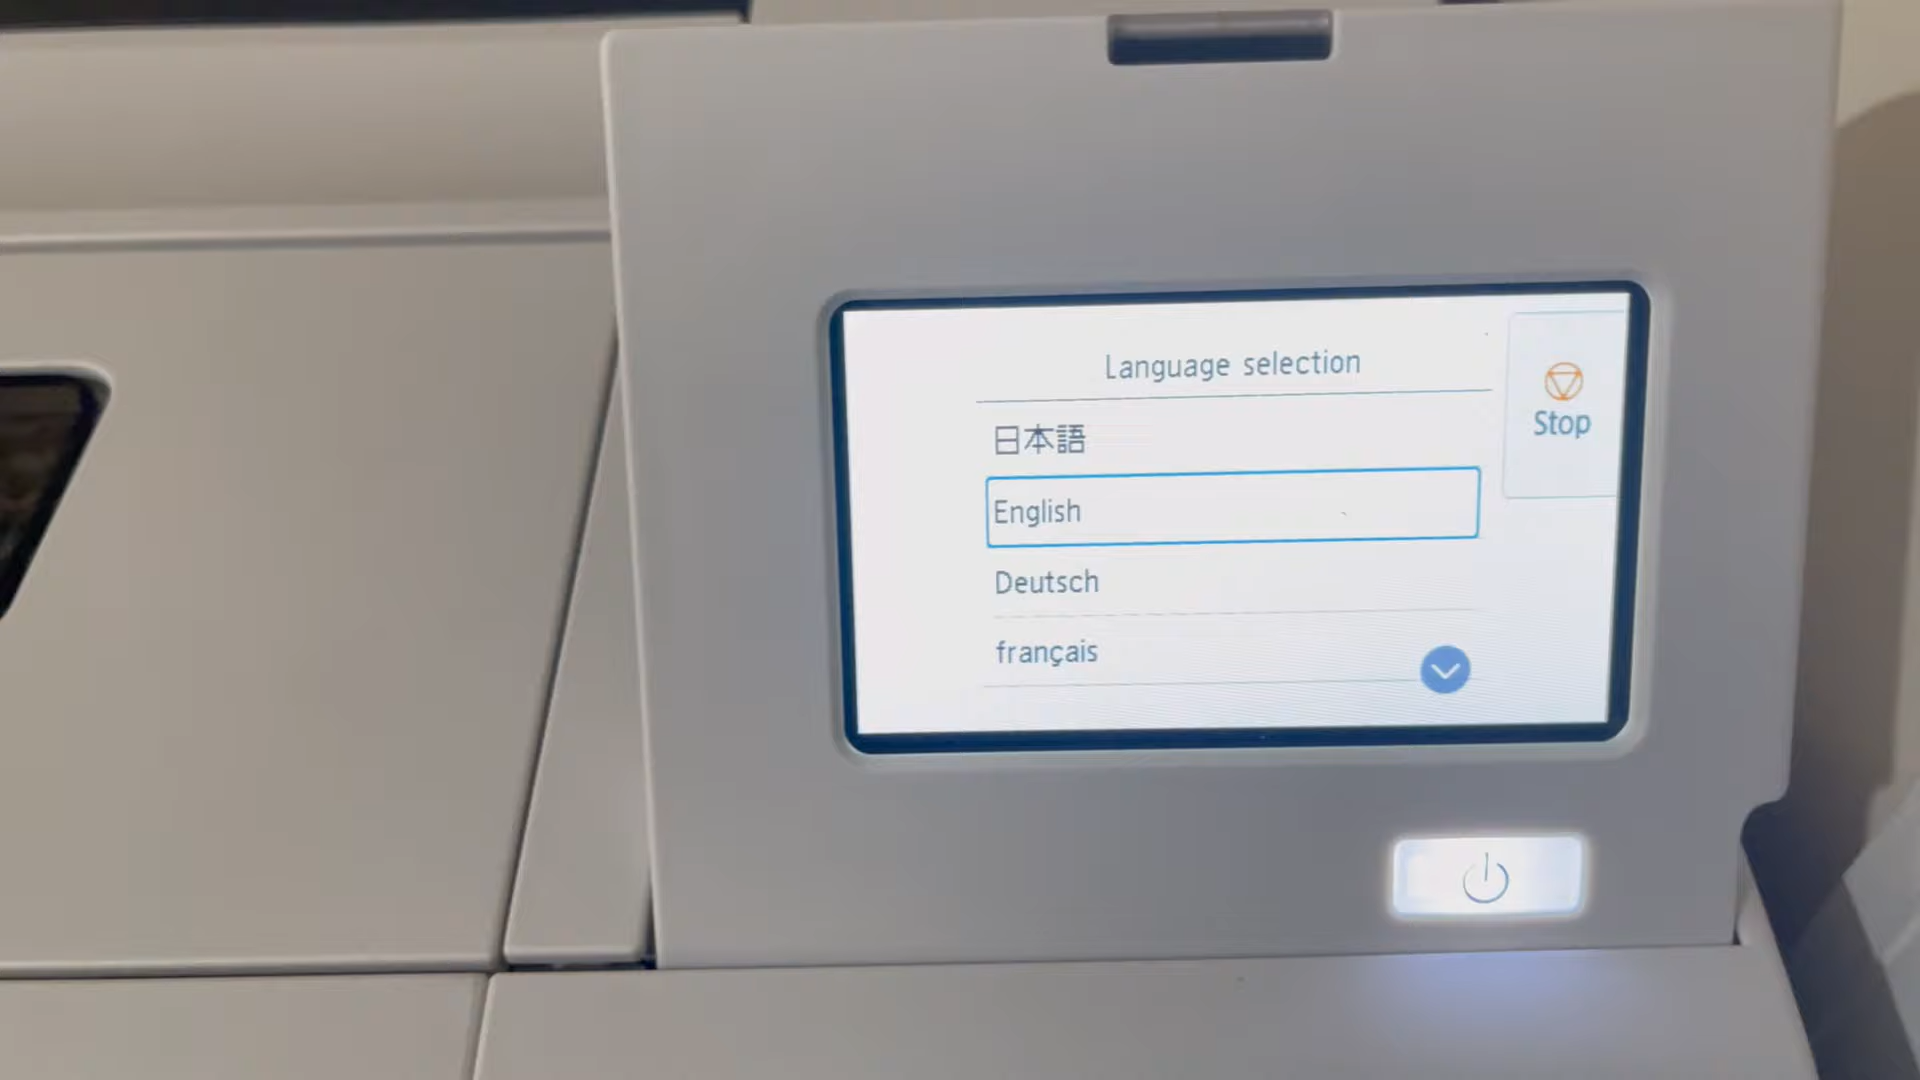 Language selection
Stop
日本語
English
Deutsch
français